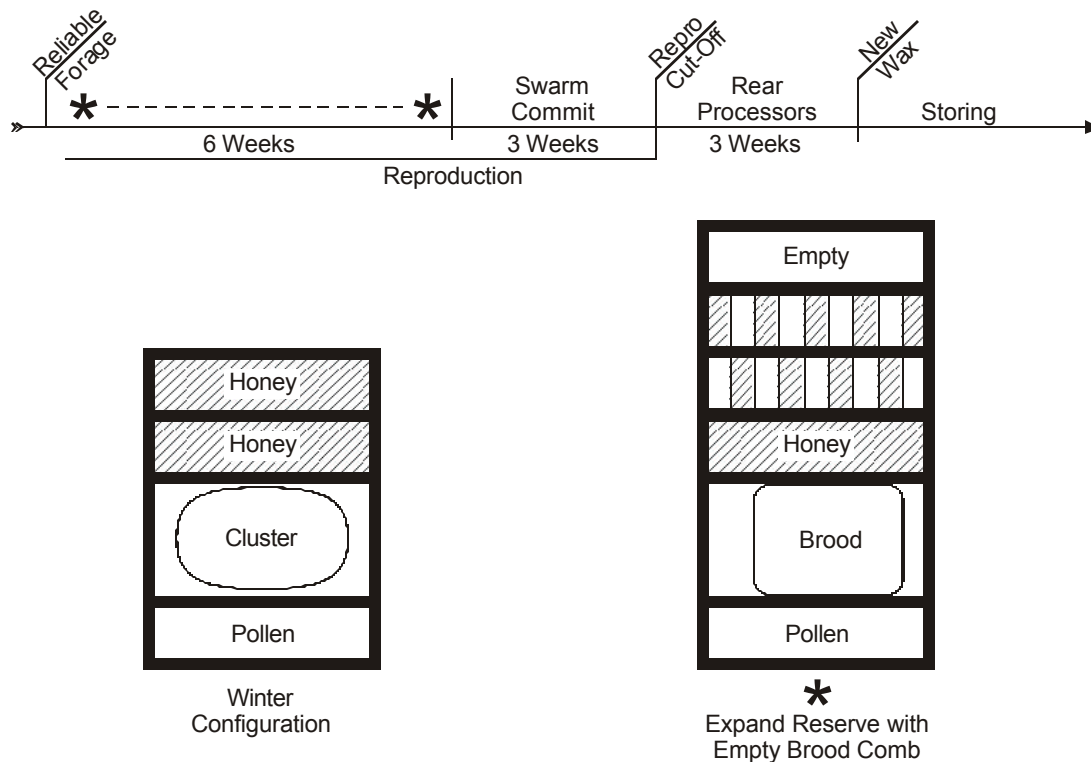 Reliable
Forage
Repro
Cut-Off
New
Wax
* *
Swarm
Commit
Rear
Processors
Storing
6 Weeks
3 Weeks
3 Weeks
Reproduction
Honey
Honey
Cluster
Pollen
Winter
Configuration
Empty
Honey
Brood
Pollen
*
Expand Reserve with
Empty Brood Comb